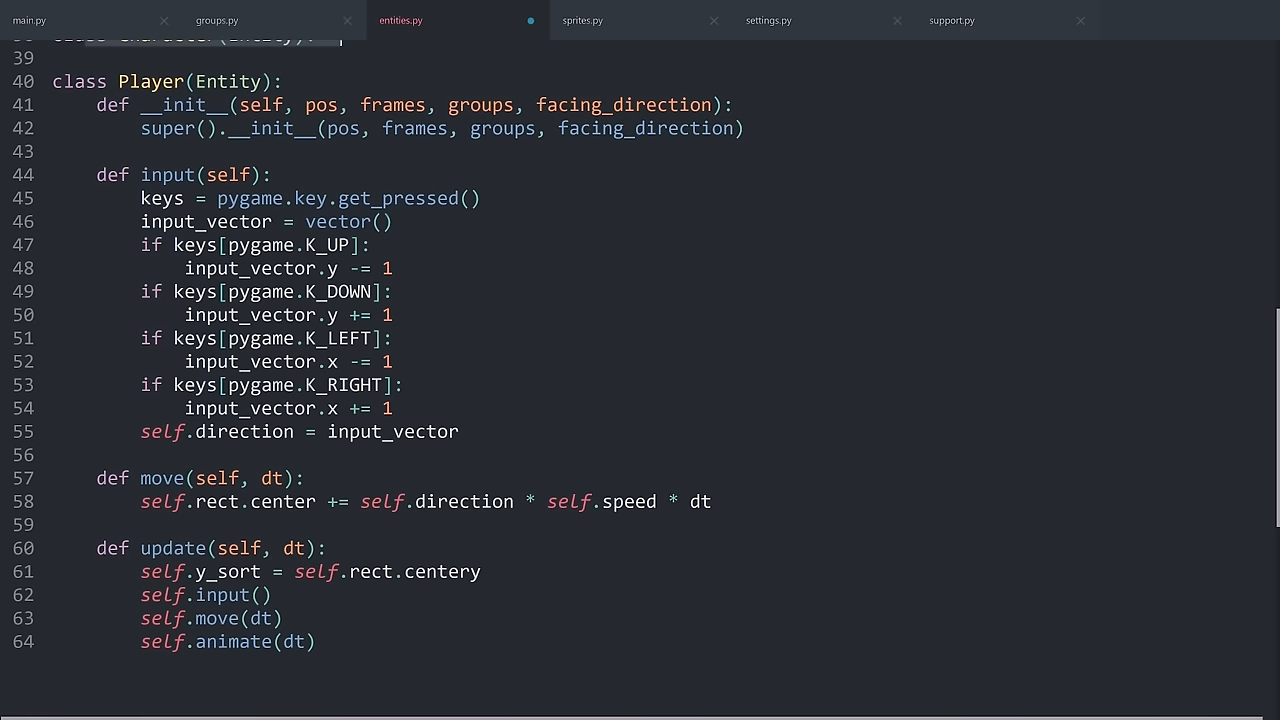 main.py groups.py entities.py sprites.py settings.py support.py
39
40 class Player(Entity):
41     def __init__(self, pos, frames, groups, facing_direction):
42         super().__init__(pos, frames, groups, facing_direction)
43
44     def input(self):
45         keys = pygame.key.get_pressed()
46         input_vector = vector()
47         if keys[pygame.K_UP]:
48             input_vector.y -= 1
49         if keys[pygame.K_DOWN]:
50             input_vector.y += 1
51         if keys[pygame.K_LEFT]:
52             input_vector.x -= 1
53         if keys[pygame.K_RIGHT]:
54             input_vector.x += 1
55         self.direction = input_vector
56
57     def move(self, dt):
58         self.rect.center += self.direction * self.speed * dt
59
60     def update(self, dt):
61         self.y_sort = self.rect.centery
62         self.input()
63         self.move(dt)
64         self.animate(dt)